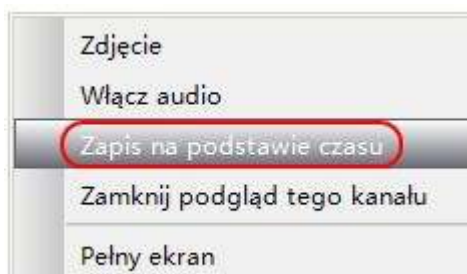 Zdjęcie
Włącz audio
Zapis na podstawie czasu
Zamknij podgląd tego kanału
Pełny ekran